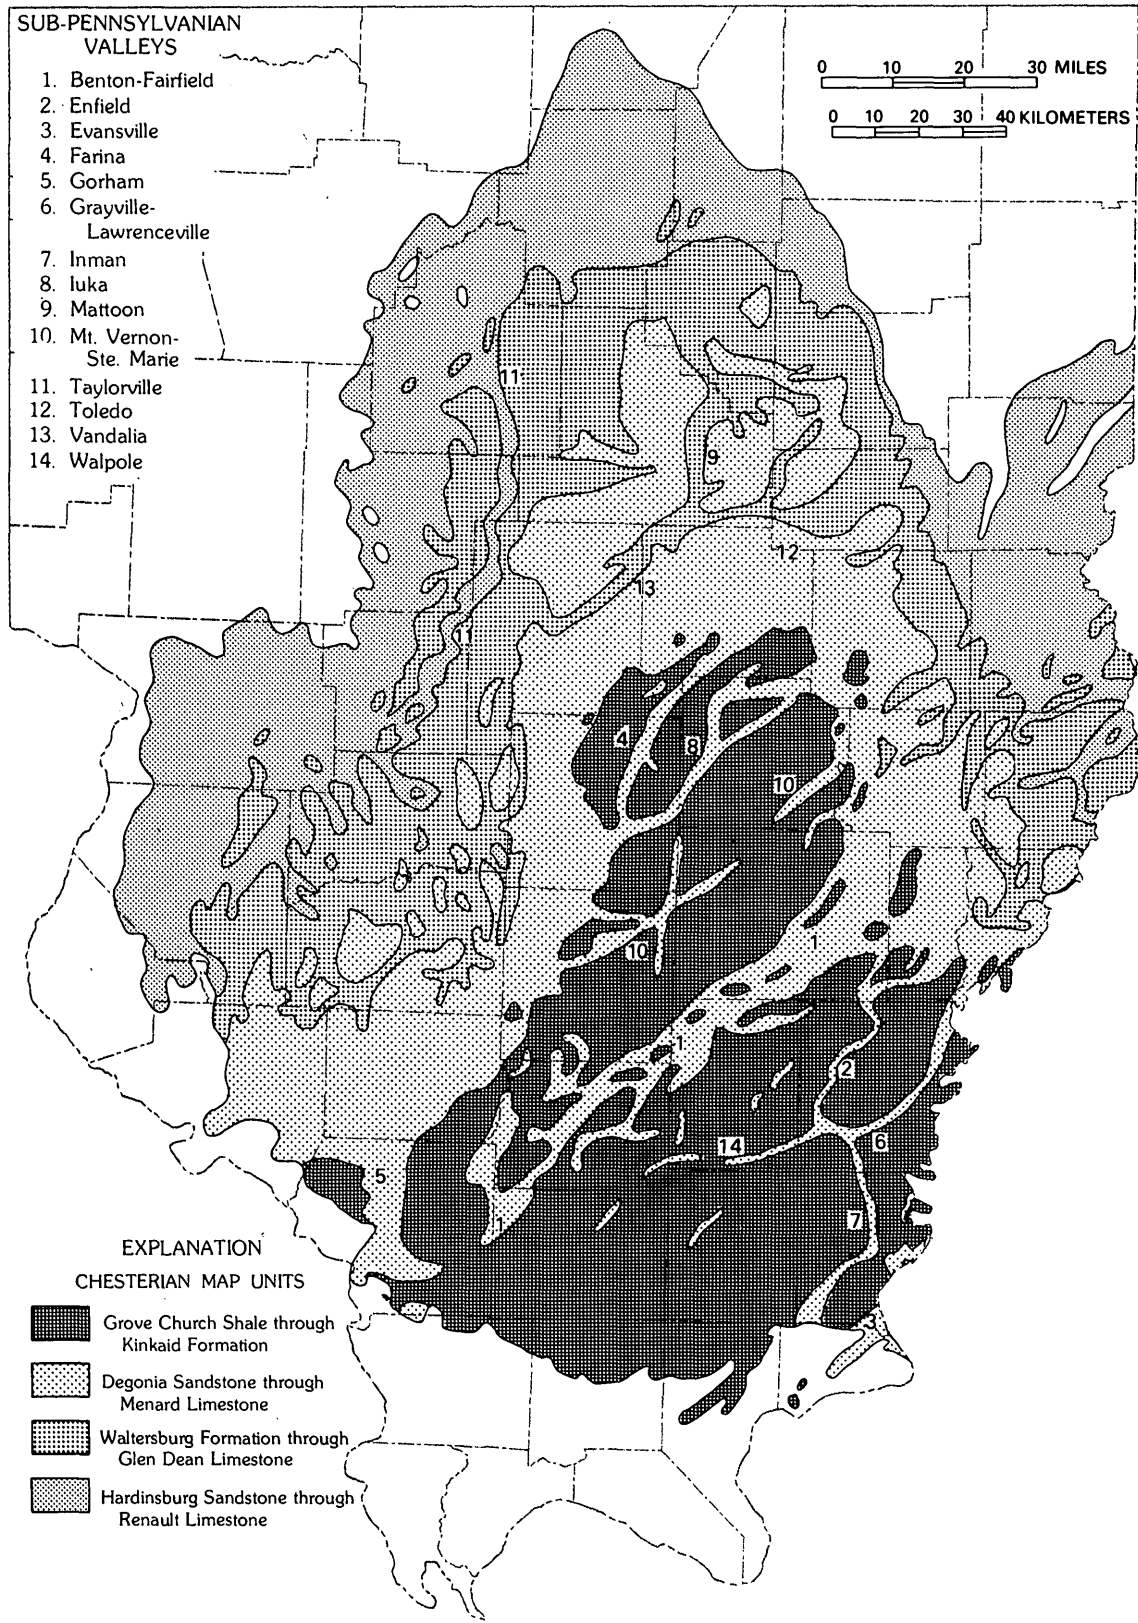 SUB-PENNSYLVANIAN
VALLEYS
1. Benton-Fairfield
2. Enfield
3. Evansville
4. Farina
5. Gorham
6. Grayville-
Lawrenceville
7. Inman
8. Iuka
9. Mattoon
10. Mt. Vernon-
Ste. Marie
11. Taylorville
12. Toledo
13. Vandalia
14. Walpole
0 10 20 30 MILES
0 10 20 30 40 KILOMETERS
11
9
12
13
11
4
8
10
10
1
1
2
14
6
5
7
1
3
EXPLANATION
CHESTERIAN MAP UNITS
Grove Church Shale through
Kinkaid Formation
Degonia Sandstone through
Menard Limestone
Waltersburg Formation through
Glen Dean Limestone
Hardinsburg Sandstone through
Renault Limestone